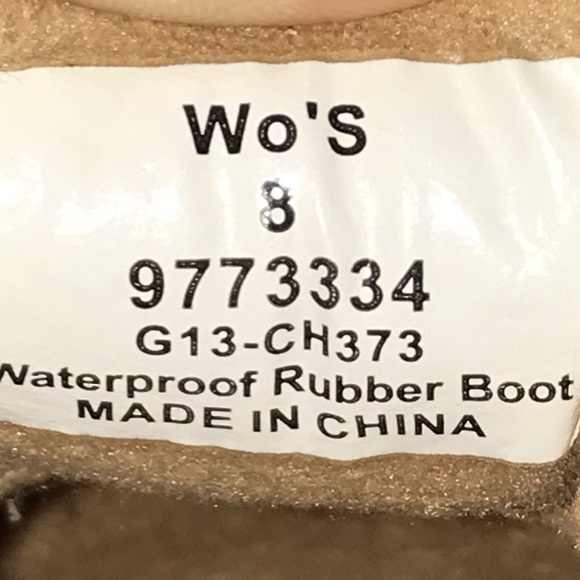 Wo'S
8
9773334
G13-CH373
Waterproof Rubber Boot
MADE IN CHINA